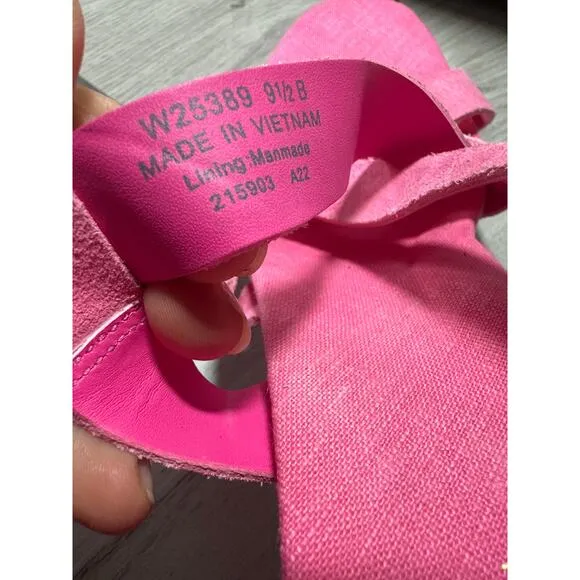 W25389 9 1/2 B
MADE IN VIETNAM
Lining:Manmade
215903 A22